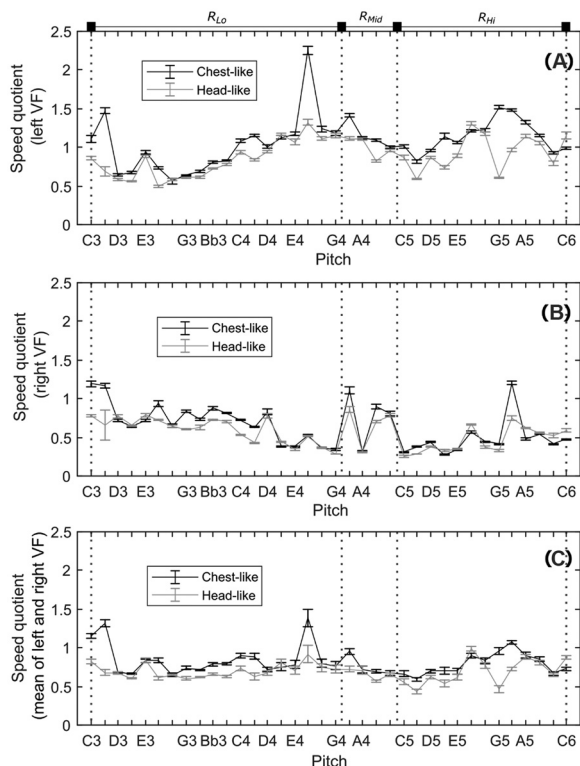 R_Lo R_Mid R_Hi
(A)
2.5
2
1.5
1
0.5
0
Speed quotient
(left VF)
Chest-like
Head-like
C3 D3 E3 G3 Bb3 C4 D4 E4 G4 A4 C5 D5 E5 G5 A5 C6
Pitch
(B)
2.5
2
1.5
1
0.5
0
Speed quotient
(right VF)
Chest-like
Head-like
C3 D3 E3 G3 Bb3 C4 D4 E4 G4 A4 C5 D5 E5 G5 A5 C6
Pitch
(C)
2.5
2
1.5
1
0.5
0
Speed quotient
(mean of left and right VF)
Chest-like
Head-like
C3 D3 E3 G3 Bb3 C4 D4 E4 G4 A4 C5 D5 E5 G5 A5 C6
Pitch